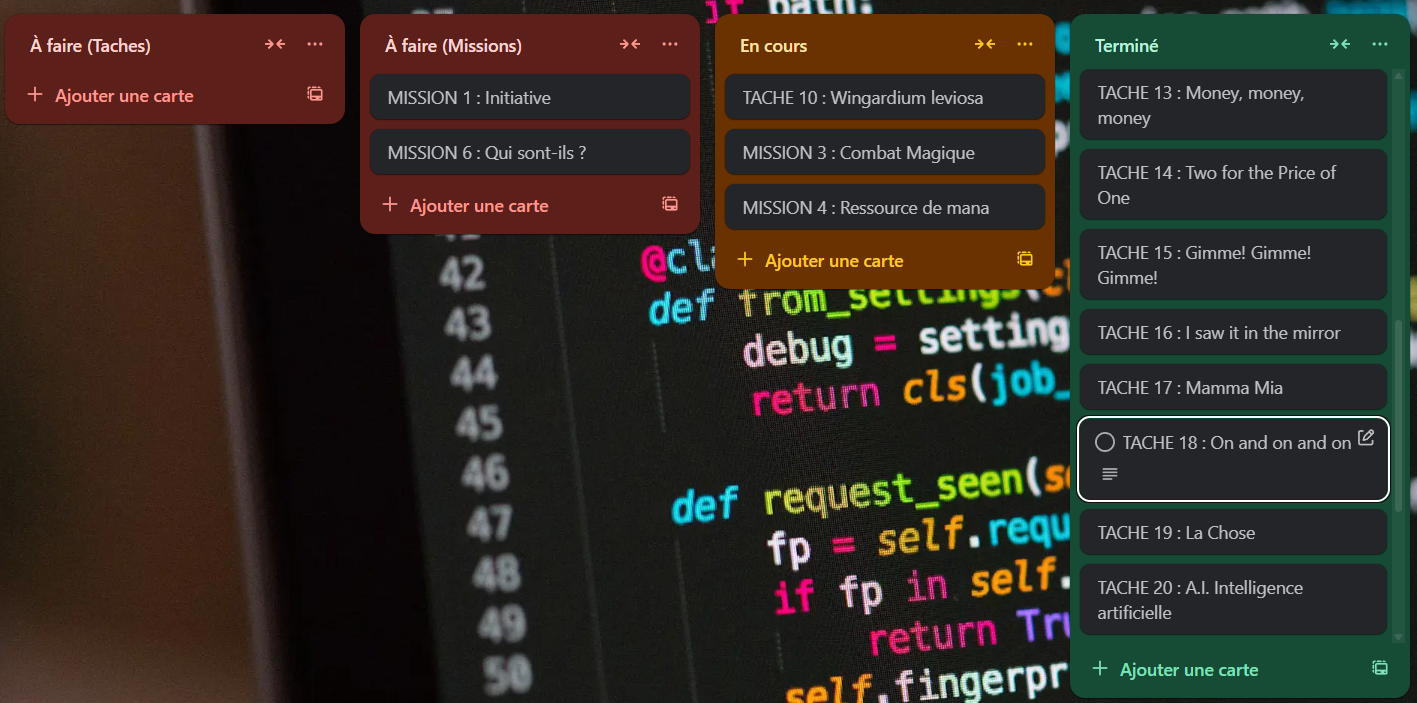 À faire (Taches)
Ajouter une carte
À faire (Missions)
MISSION 1 : Initiative
MISSION 6 : Qui sont-ils ?
Ajouter une carte
En cours
TACHE 10 : Wingardium leviosa
MISSION 3 : Combat Magique
MISSION 4 : Ressource de mana
Ajouter une carte
Terminé
TACHE 13 : Money, money,
money
TACHE 14 : Two for the Price of
One
TACHE 15 : Gimme! Gimme!
Gimme!
TACHE 16 : I saw it in the mirror
TACHE 17 : Mamma Mia
TACHE 18 : On and on and on
TACHE 19 : La Chose
TACHE 20 : A.I. Intelligence
artificielle
Ajouter une carte
if path:
42
43 def from_settings(
44 debug = setting
45 return cls(job_
46
47 def request_seen(
48 fp = self.requ
49 if fp in self.
50 return
self.fingerpr